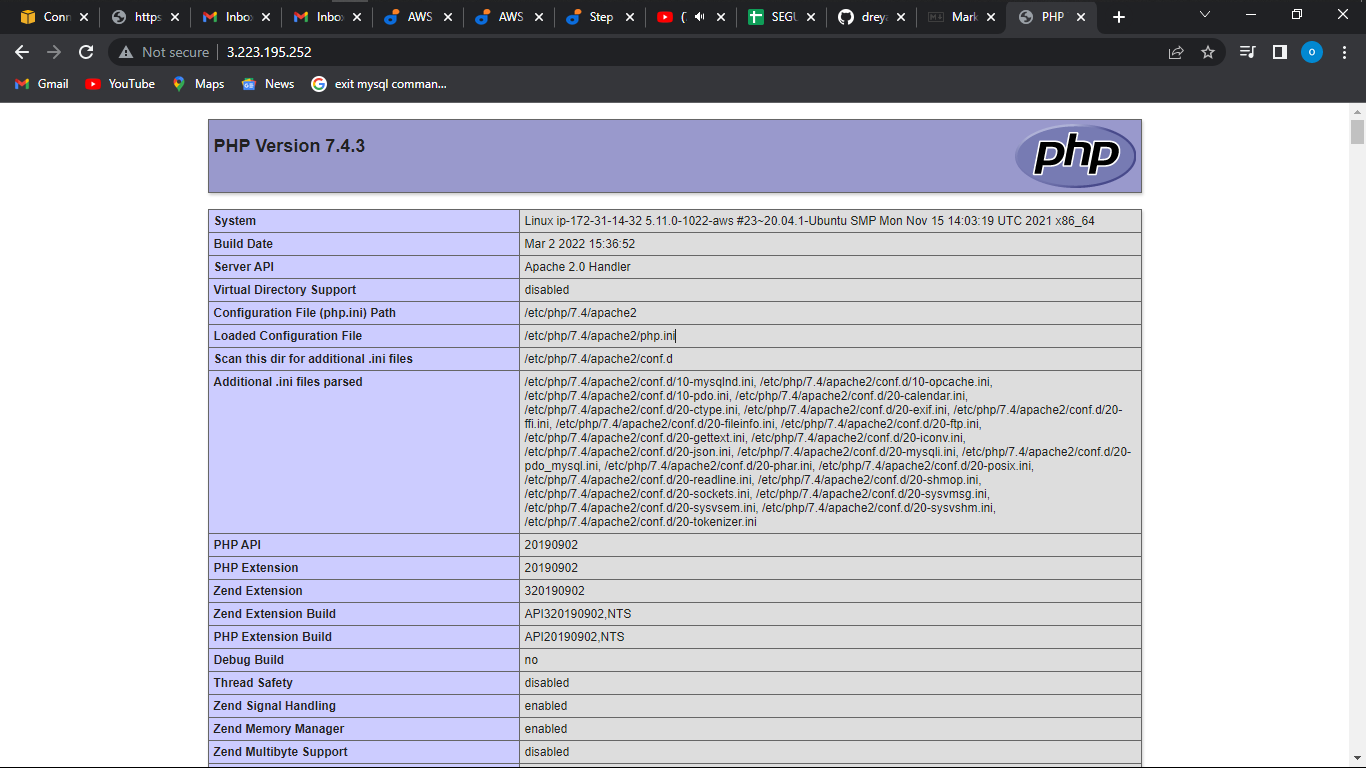 Conn
https
Inbox
Inbo
AWS
AWS
Step
(
SEGU
drey
Mark
PHP
Not secure
3.223.195.252
o
Gmail
YouTube
Maps
News
exit mysql comman...
PHP Version 7.4.3
php
System Linux ip-172-31-14-32 5.11.0-1022-aws #23~20.04.1-Ubuntu SMP Mon Nov 15 14:03:19 UTC 2021 x86_64
Build Date Mar 2 2022 15:36:52
Server API Apache 2.0 Handler
Virtual Directory Support disabled
Configuration File (php.ini) Path /etc/php/7.4/apache2
Loaded Configuration File /etc/php/7.4/apache2/php.ini
Scan this dir for additional .ini files /etc/php/7.4/apache2/conf.d
Additional .ini files parsed /etc/php/7.4/apache2/conf.d/10-mysqlnd.ini, /etc/php/7.4/apache2/conf.d/10-opcache.ini,
/etc/php/7.4/apache2/conf.d/10-pdo.ini, /etc/php/7.4/apache2/conf.d/20-calendar.ini,
/etc/php/7.4/apache2/conf.d/20-ctype.ini, /etc/php/7.4/apache2/conf.d/20-exif.ini, /etc/php/7.4/apache2/conf.d/20-
ffi.ini, /etc/php/7.4/apache2/conf.d/20-fileinfo.ini, /etc/php/7.4/apache2/conf.d/20-ftp.ini,
/etc/php/7.4/apache2/conf.d/20-gettext.ini, /etc/php/7.4/apache2/conf.d/20-iconv.ini,
/etc/php/7.4/apache2/conf.d/20-json.ini, /etc/php/7.4/apache2/conf.d/20-mysqli.ini, /etc/php/7.4/apache2/conf.d/20-
pdo_mysql.ini, /etc/php/7.4/apache2/conf.d/20-phar.ini, /etc/php/7.4/apache2/conf.d/20-posix.ini,
/etc/php/7.4/apache2/conf.d/20-readline.ini, /etc/php/7.4/apache2/conf.d/20-shmop.ini,
/etc/php/7.4/apache2/conf.d/20-sockets.ini, /etc/php/7.4/apache2/conf.d/20-sysvmsg.ini,
/etc/php/7.4/apache2/conf.d/20-sysvsem.ini, /etc/php/7.4/apache2/conf.d/20-sysvshm.ini,
/etc/php/7.4/apache2/conf.d/20-tokenizer.ini
PHP API 20190902
PHP Extension 20190902
Zend Extension 320190902
Zend Extension Build API320190902,NTS
PHP Extension Build API20190902,NTS
Debug Build no
Thread Safety disabled
Zend Signal Handling enabled
Zend Memory Manager enabled
Zend Multibyte Support disabled